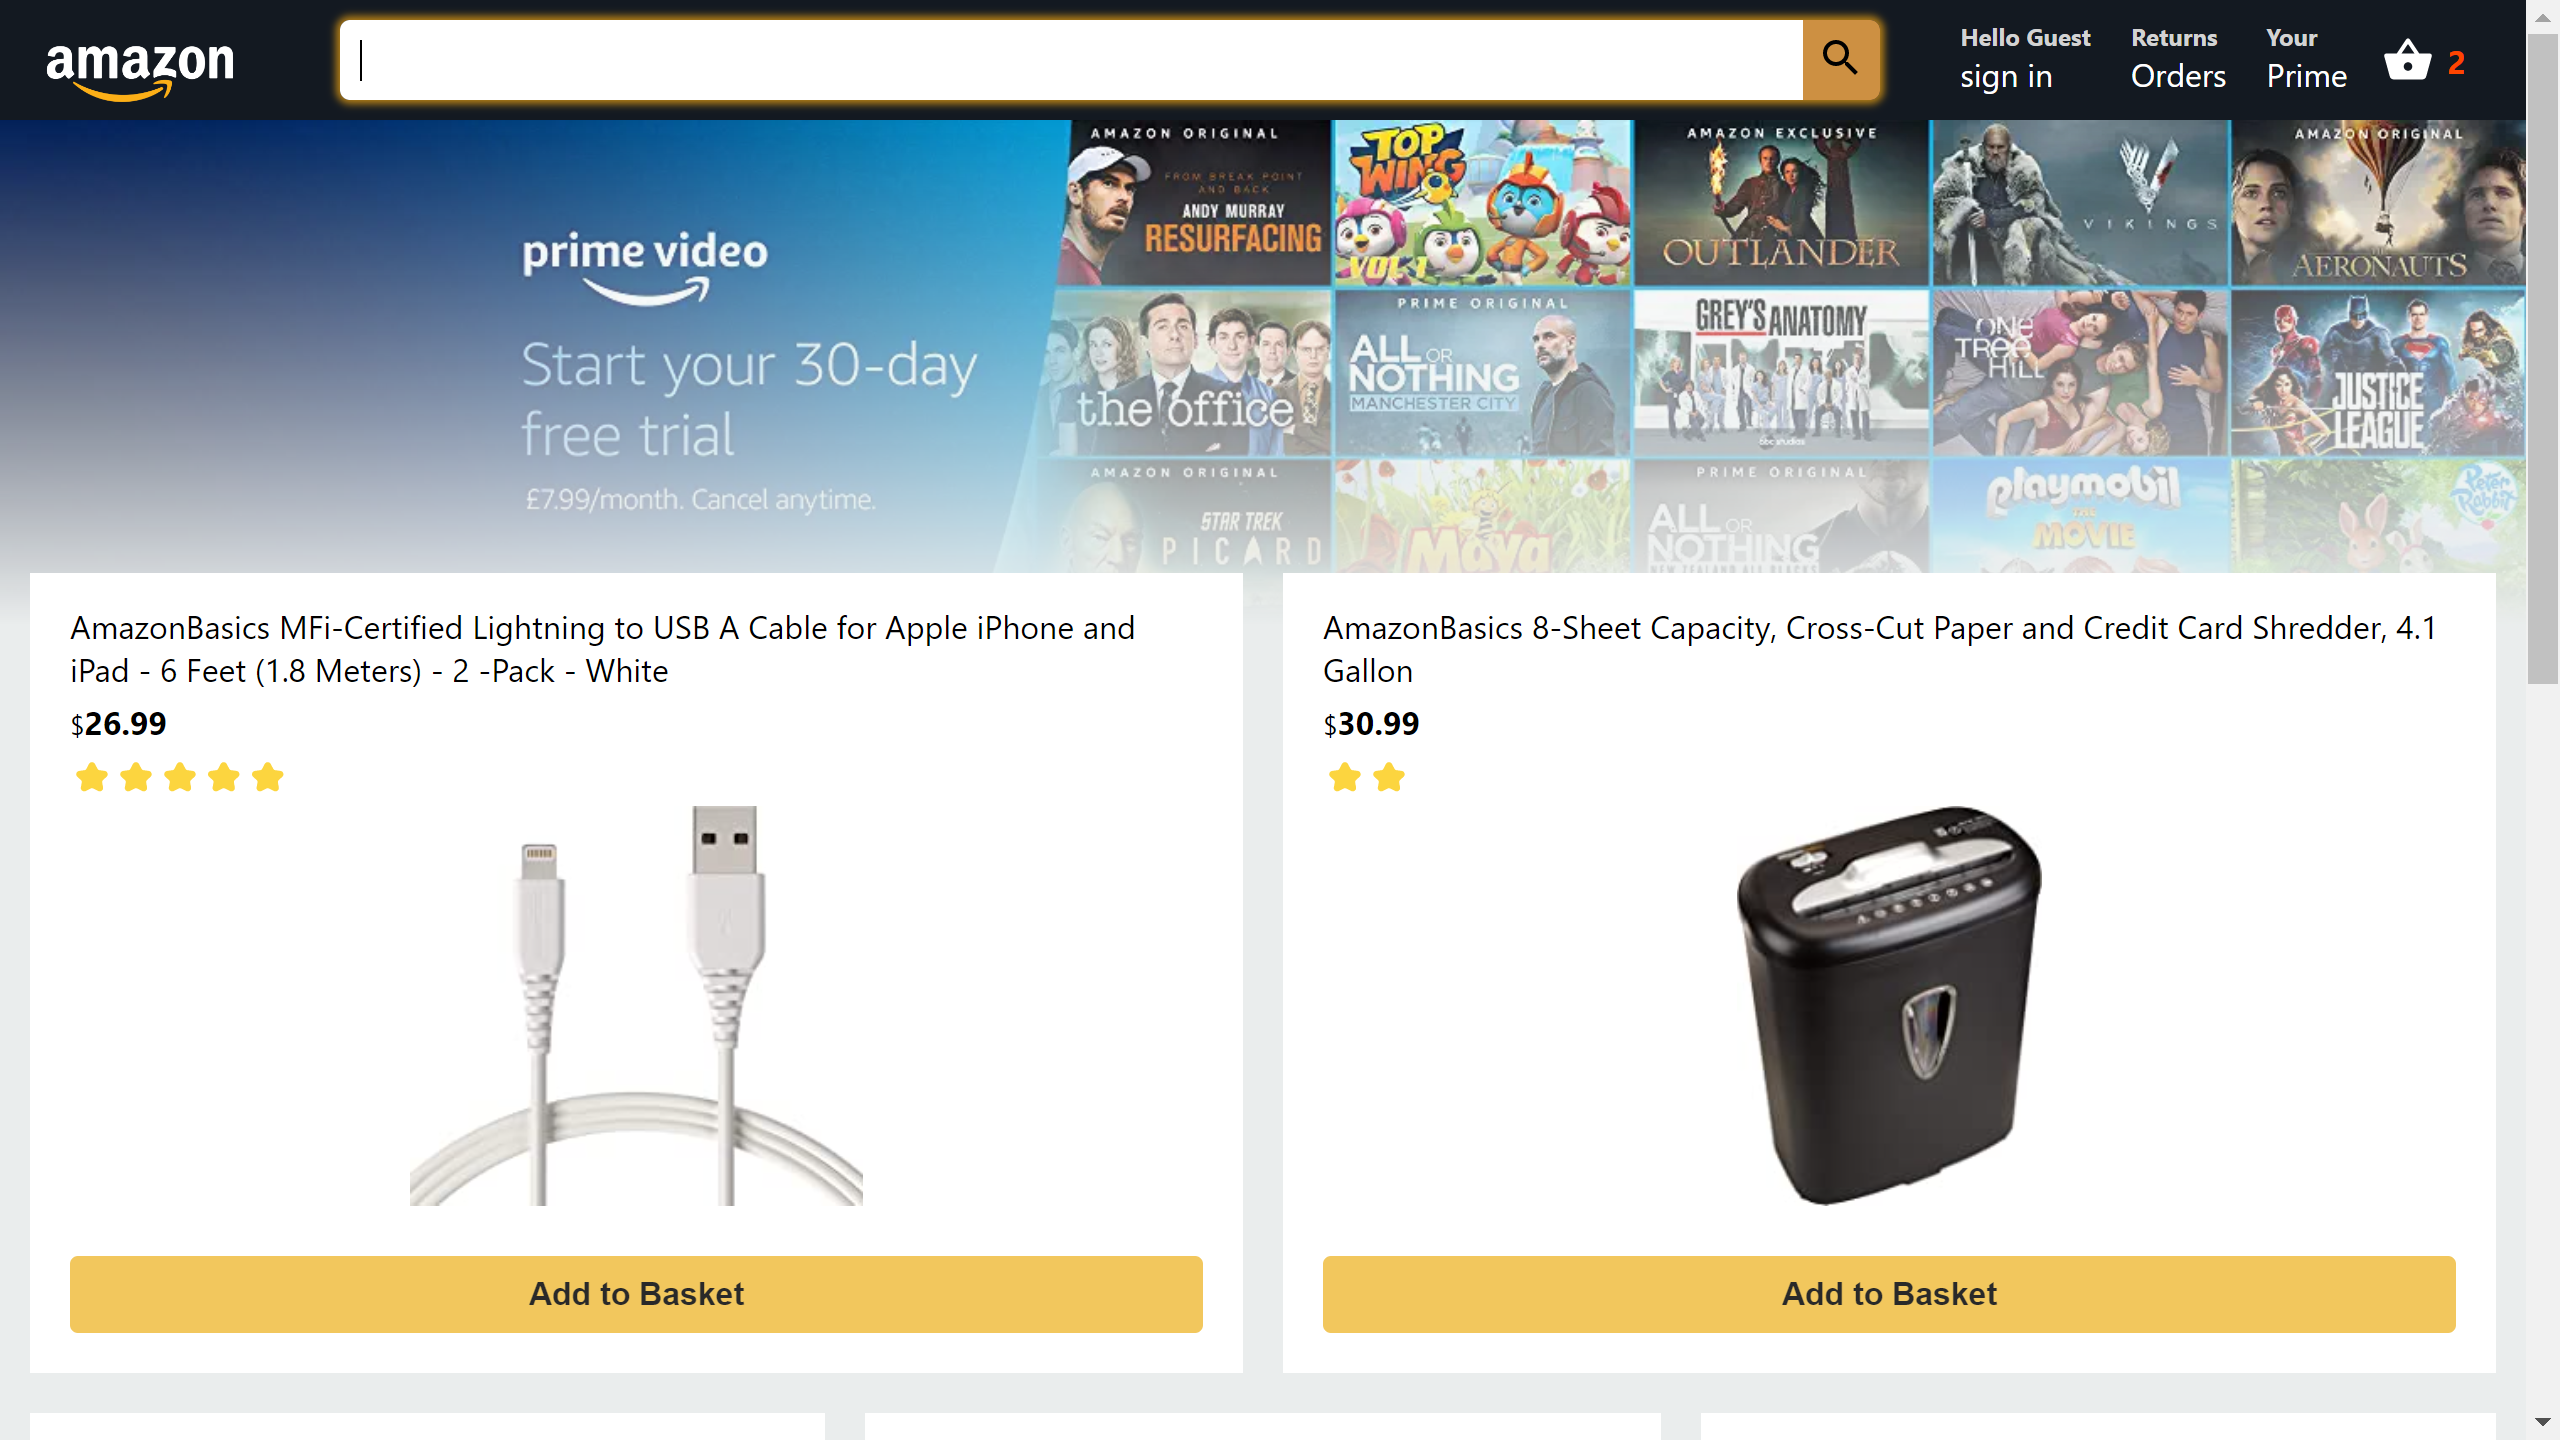 amazon
Hello Guest
sign in
Returns
Orders
Your
Prime
2
prime video
Start your 30-day
free trial
£7.99/month. Cancel anytime.
AMAZON ORIGINAL
FROM BREAK POINT
AND BACK
ANDY MURRAY
RESURFACING
TOP
WING
VOL 1
AMAZON EXCLUSIVE
OUTLANDER
VIKINGS
AMAZON ORIGINAL
AERONAUTS
the office
PRIME ORIGINAL
ALL OR
NOTHING
MANCHESTER CITY
GREY'S ANATOMY
abc studios
ONE
TREE
HILL
JUSTICE
LEAGUE
AMAZON ORIGINAL
STAR TREK
PICARD
Maya
PRIME ORIGINAL
ALL OR
NOTHING
playmobil
THE
MOVIE
Peter
Rabbit
AmazonBasics MFi-Certified Lightning to USB A Cable for Apple iPhone and
iPad - 6 Feet (1.8 Meters) - 2 -Pack - White
$26.99
Add to Basket
AmazonBasics 8-Sheet Capacity, Cross-Cut Paper and Credit Card Shredder, 4.1
Gallon
$30.99
Add to Basket